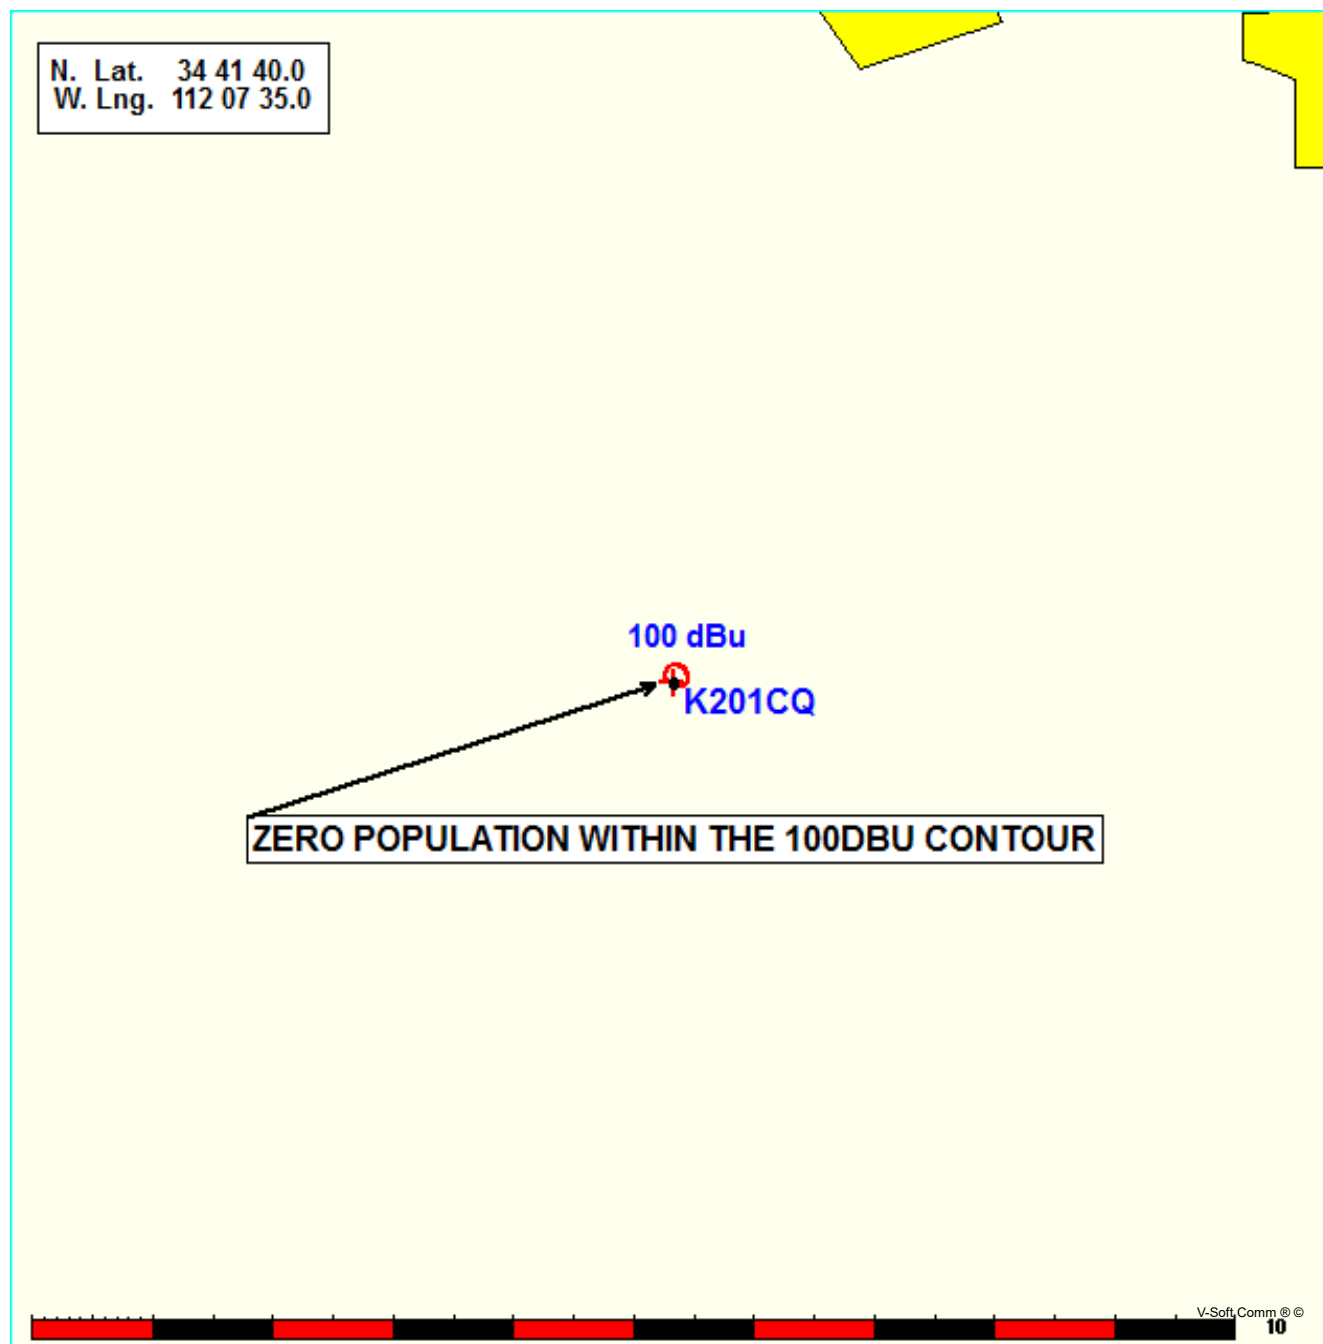 N. Lat. 34 41 40.0
W. Lng. 112 07 35.0
100 dBu
K201CQ
ZERO POPULATION WITHIN THE 100DBU CONTOUR
V-Soft Comm ® ©
10